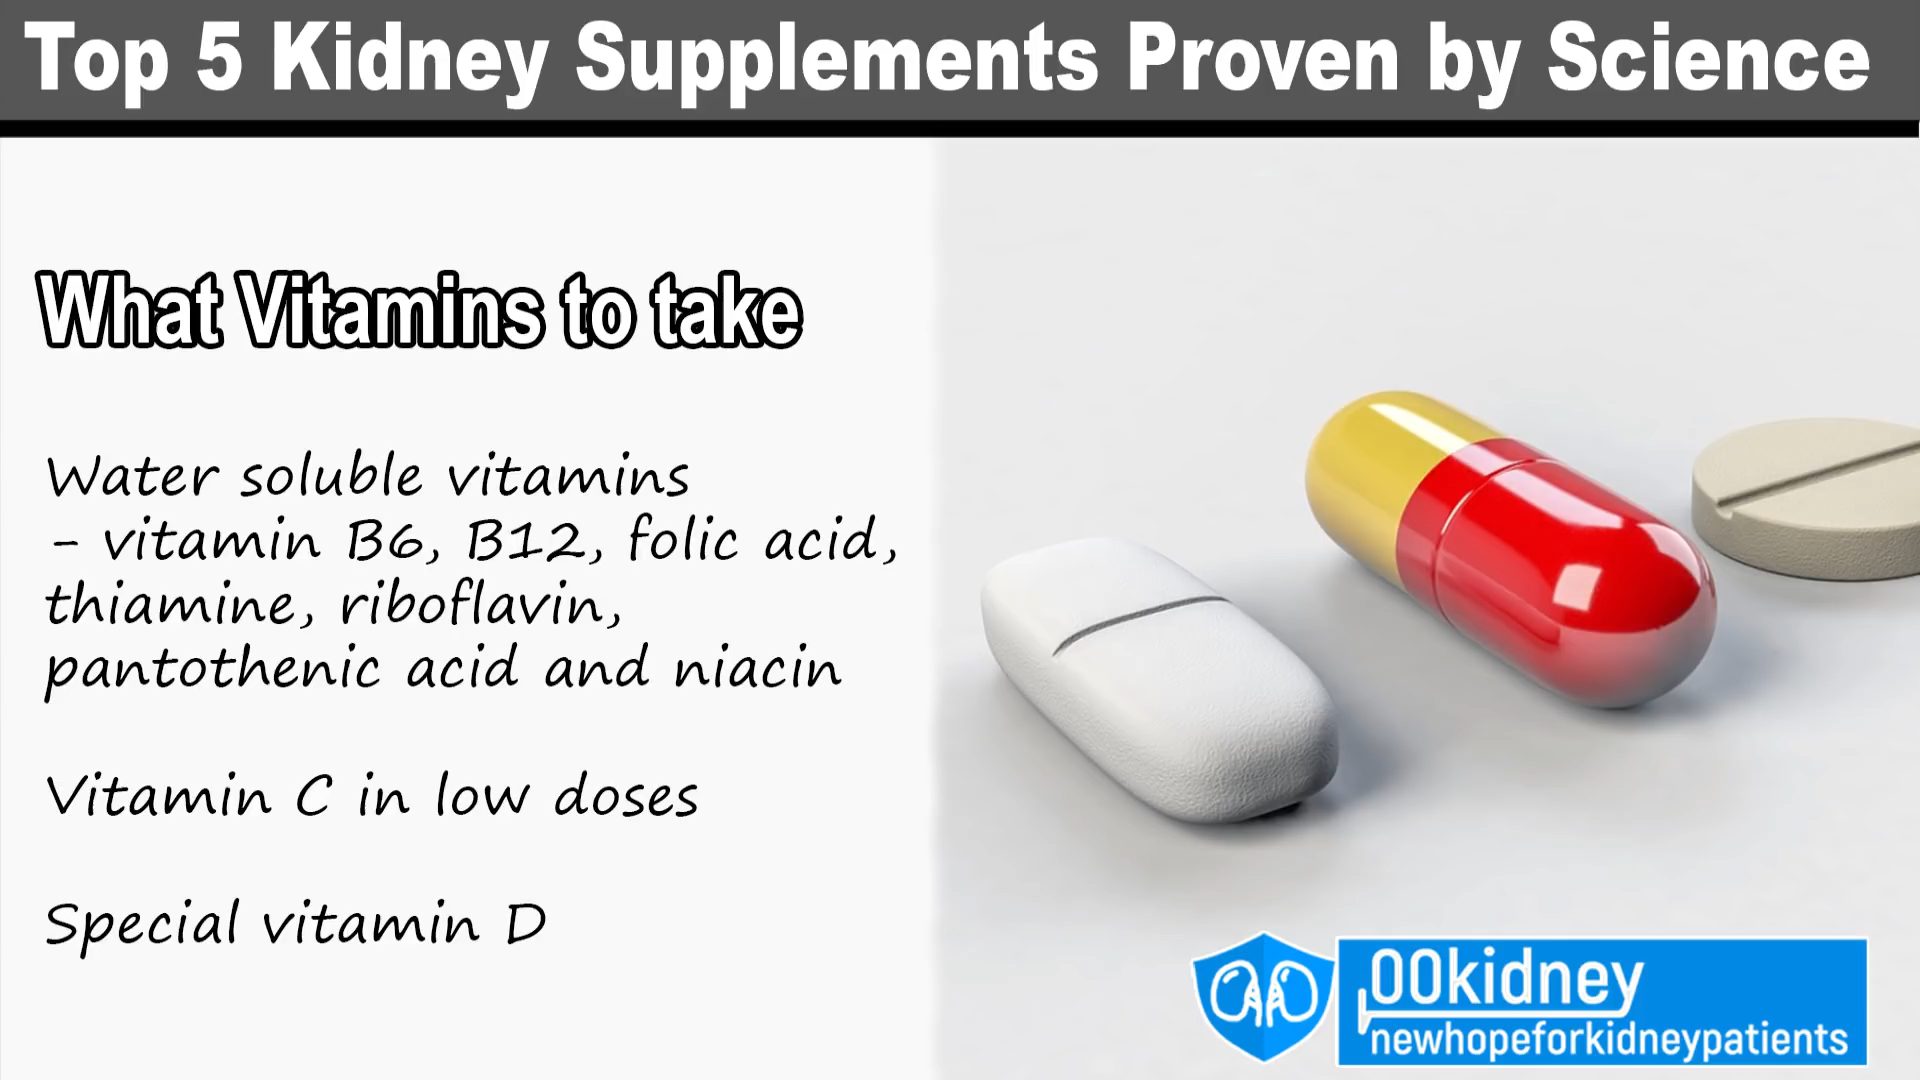 Top 5 Kidney Supplements Proven by Science
What Vitamins to take
Water soluble vitamins
- vitamin B6, B12, folic acid,
thiamine, riboflavin,
pantothenic acid and niacin
Vitamin C in low doses
Special vitamin D
00kidney
newhopeforkidneypatients